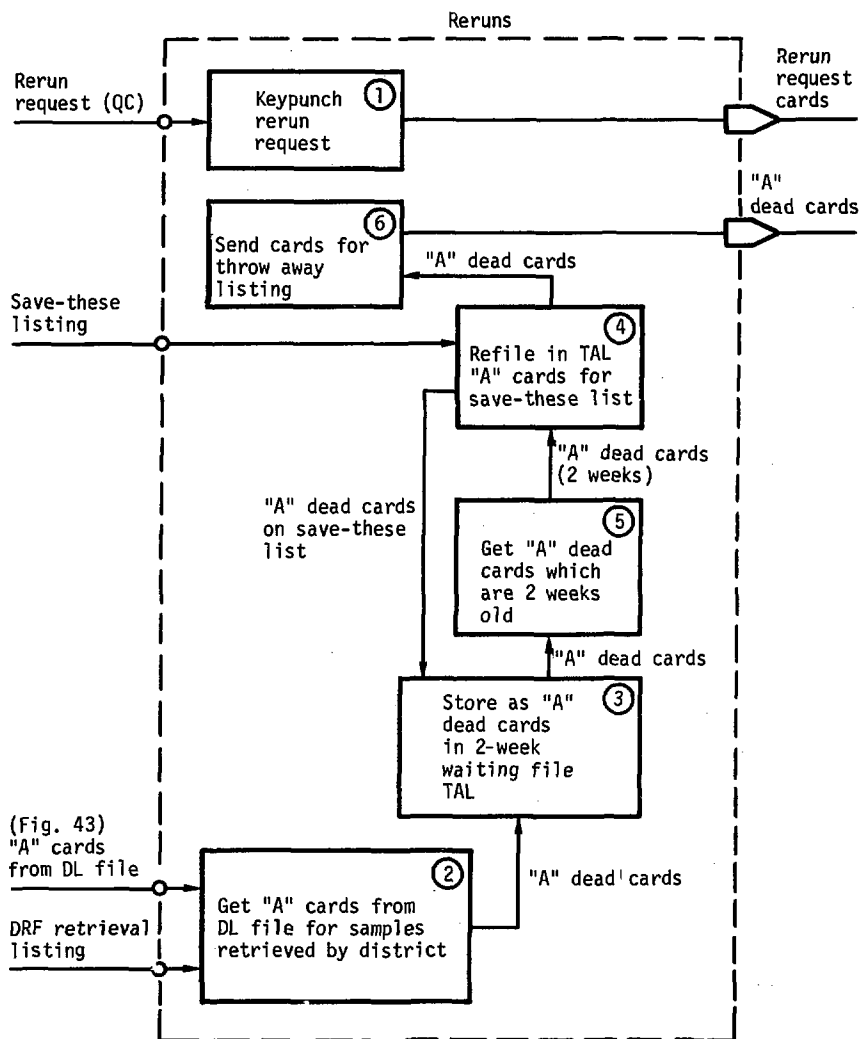 Reruns
Rerun
request (QC)
1
Keypunch
rerun
request
Rerun
request
cards
"A"
dead cards
6
Send cards for
throw away
listing
"A" dead cards
Save-these
listing
4
Refile in TAL
"A" cards for
save-these list
"A" dead cards
(2 weeks)
"A" dead cards
on save-these
list
5
Get "A" dead
cards which
are 2 weeks
old
"A" dead cards
3
Store as "A"
dead cards
in 2-week
waiting file
TAL
(Fig. 43)
"A" cards
from DL file
"A" dead cards
2
Get "A" cards from
DL file for samples
retrieved by district
DRF retrieval
listing